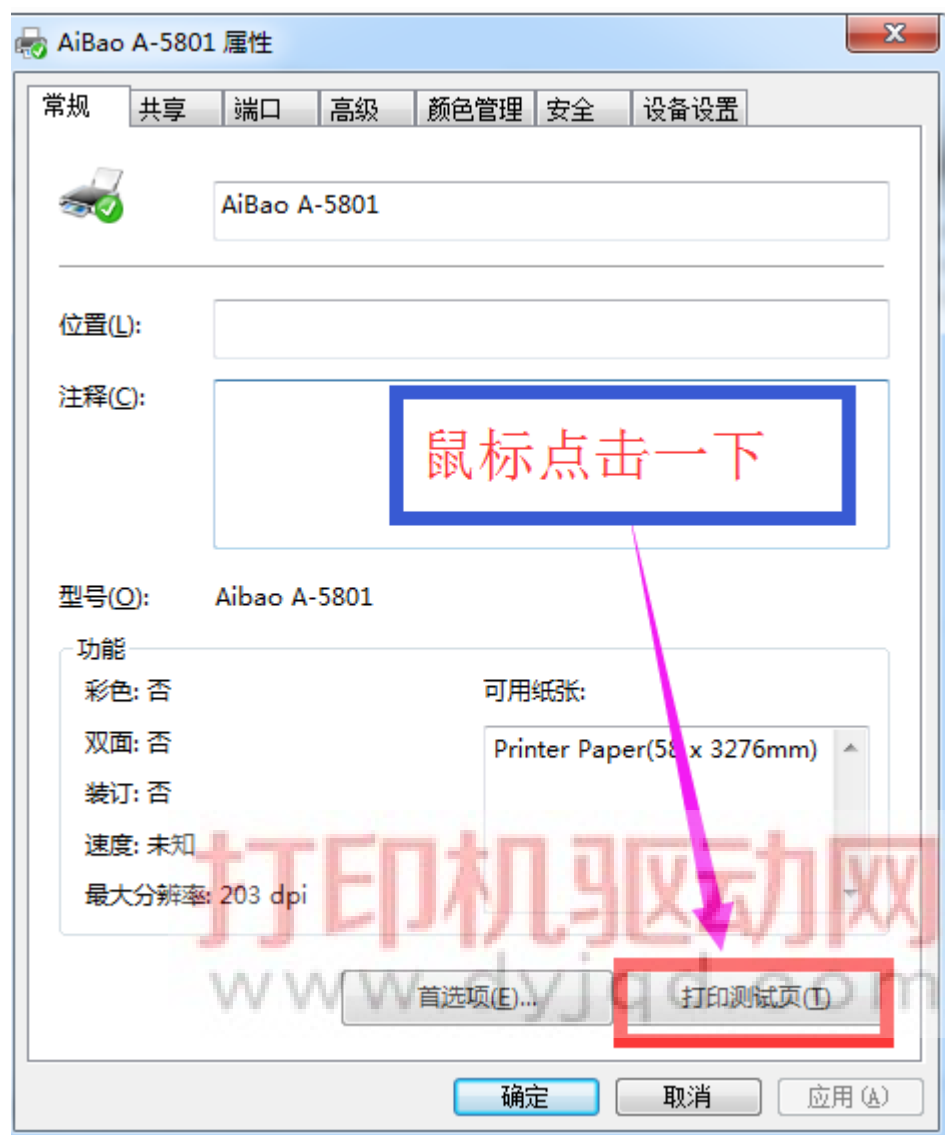 AiBao A-5801 属性
常规 共享 端口 高级 颜色管理 安全 设备设置
AiBao A-5801
位置(L):
注释(C):
鼠标点击一下
型号(O): Aibao A-5801
功能
彩色: 否 可用纸张:
双面: 否 Printer Paper(58 x 3276mm)
装订: 否
速度: 未知
最大分辨率: 203 dpi
打印机驱动网
www.dyjqd.com
首选项(E)... 打印测试页(T)
确定 取消 应用(A)